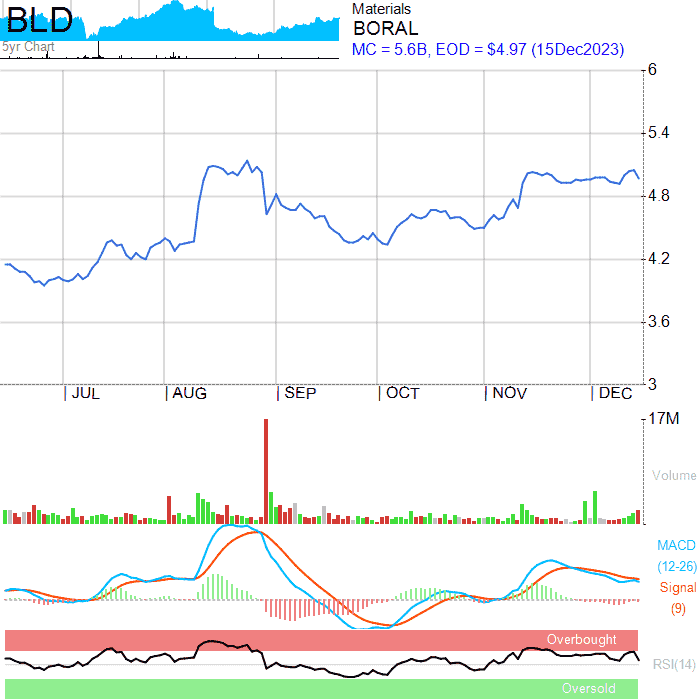 BLD
5yr Chart
Materials
BORAL
MC = 5.6B, EOD = $4.97 (15Dec2023)
6
5.4
4.8
4.2
3.6
3
| JUL | AUG | SEP | OCT | NOV | DEC
17M
Volume
MACD
(12-26)
Signal
(9)
Overbought
RSI(14)
Oversold